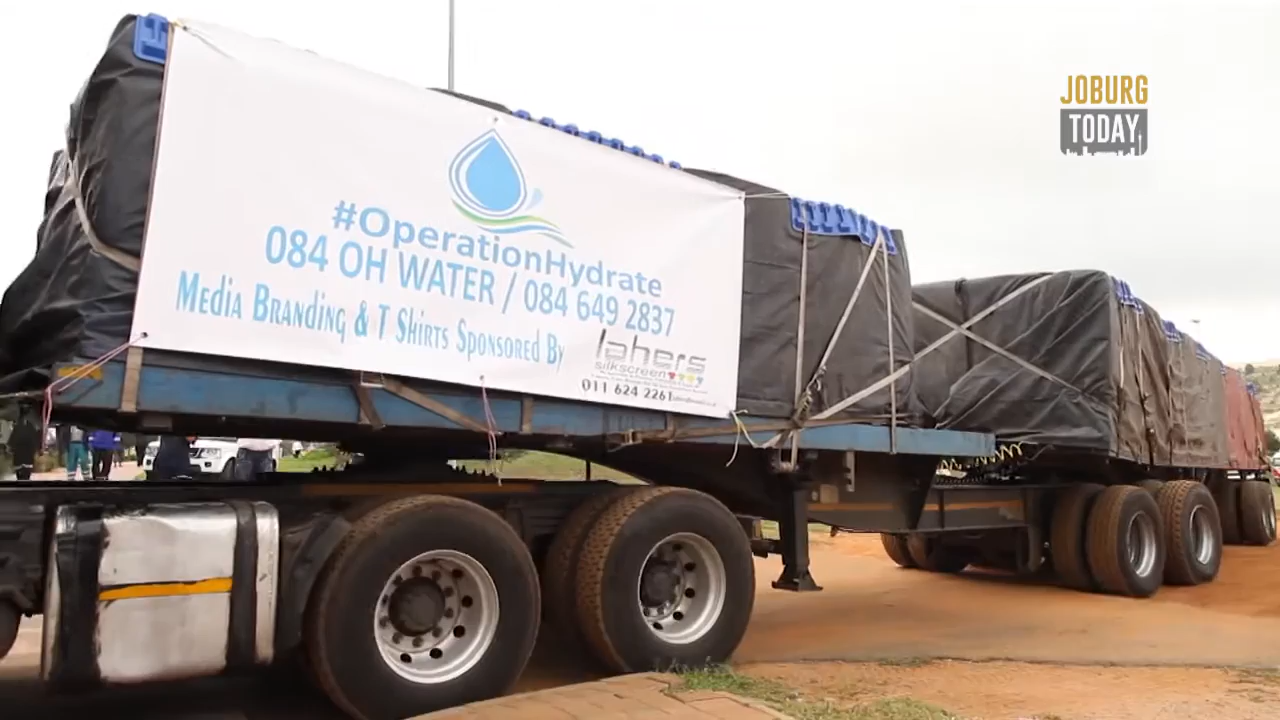 JOBURG
TODAY
#OperationHydrate
084 OH WATER / 084 649 2837
Media Branding & T Shirts Sponsored By
lahers
silkscreen
011 624 2261